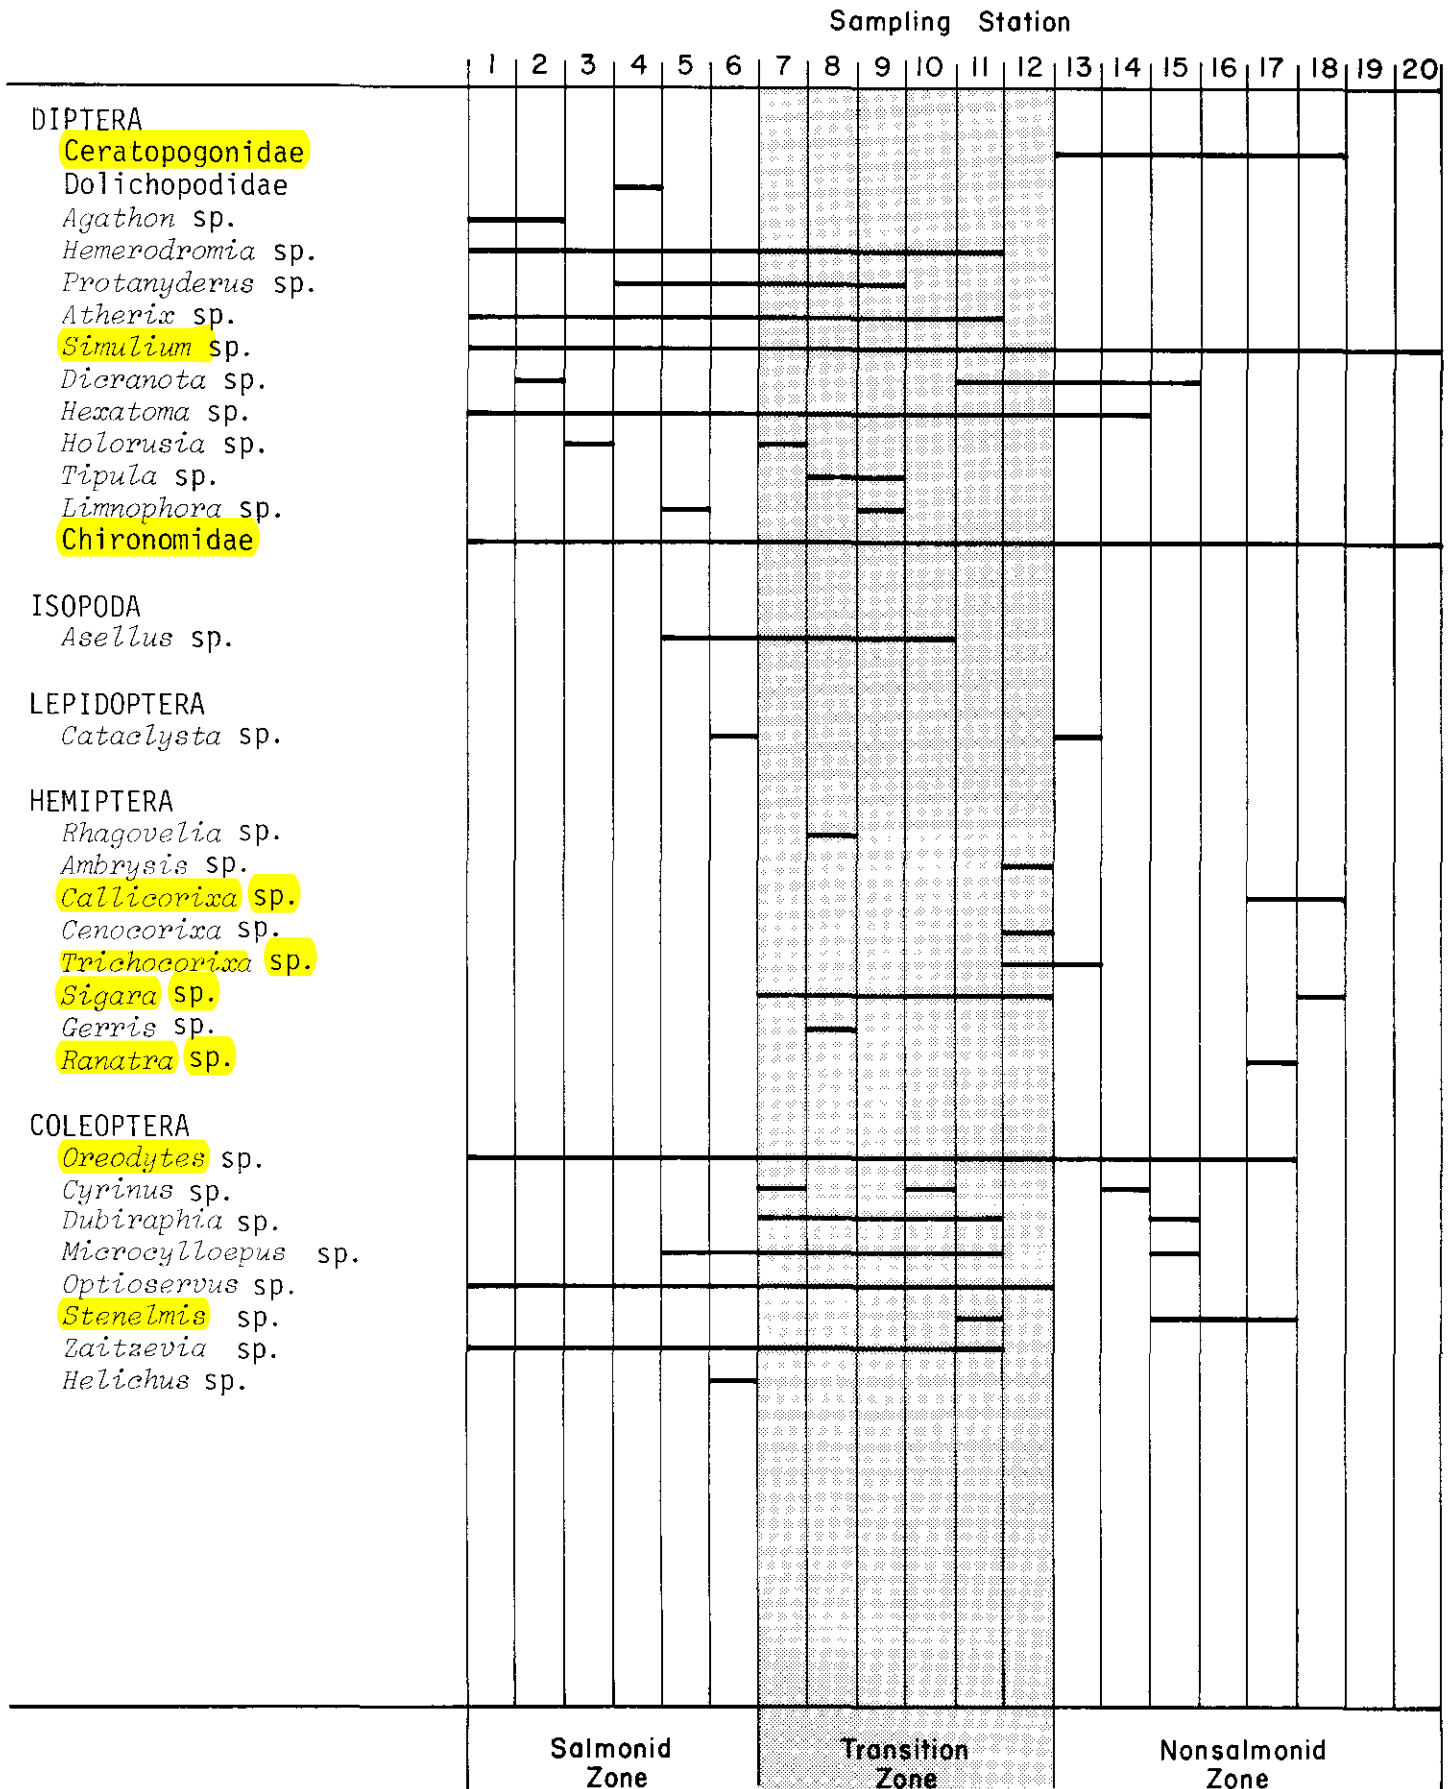 Sampling Station
1 2 3 4 5 6 7 8 9 10 11 12 13 14 15 16 17 18 19 20
DIPTERA
Ceratopogonidae
Dolichopodidae
Agathon sp.
Hemerodromia sp.
Protanyderus sp.
Atherix sp.
Simulium sp.
Dicranota sp.
Hexatoma sp.
Holorusia sp.
Tipula sp.
Limnophora sp.
Chironomidae
ISOPODA
Asellus sp.
LEPIDOPTERA
Cataclysta sp.
HEMIPTERA
Rhagovelia sp.
Ambrysis sp.
Callicorixa sp.
Cenocorixa sp.
Trichocorixa sp.
Sigara sp.
Gerris sp.
Ranatra sp.
COLEOPTERA
Oreodytes sp.
Cyrinus sp.
Dubiraphia sp.
Microcylloepus sp.
Optioservus sp.
Stenelmis sp.
Zaitzevia sp.
Helichus sp.
Salmonid Transition Nonsalmonid
Zone Zone Zone